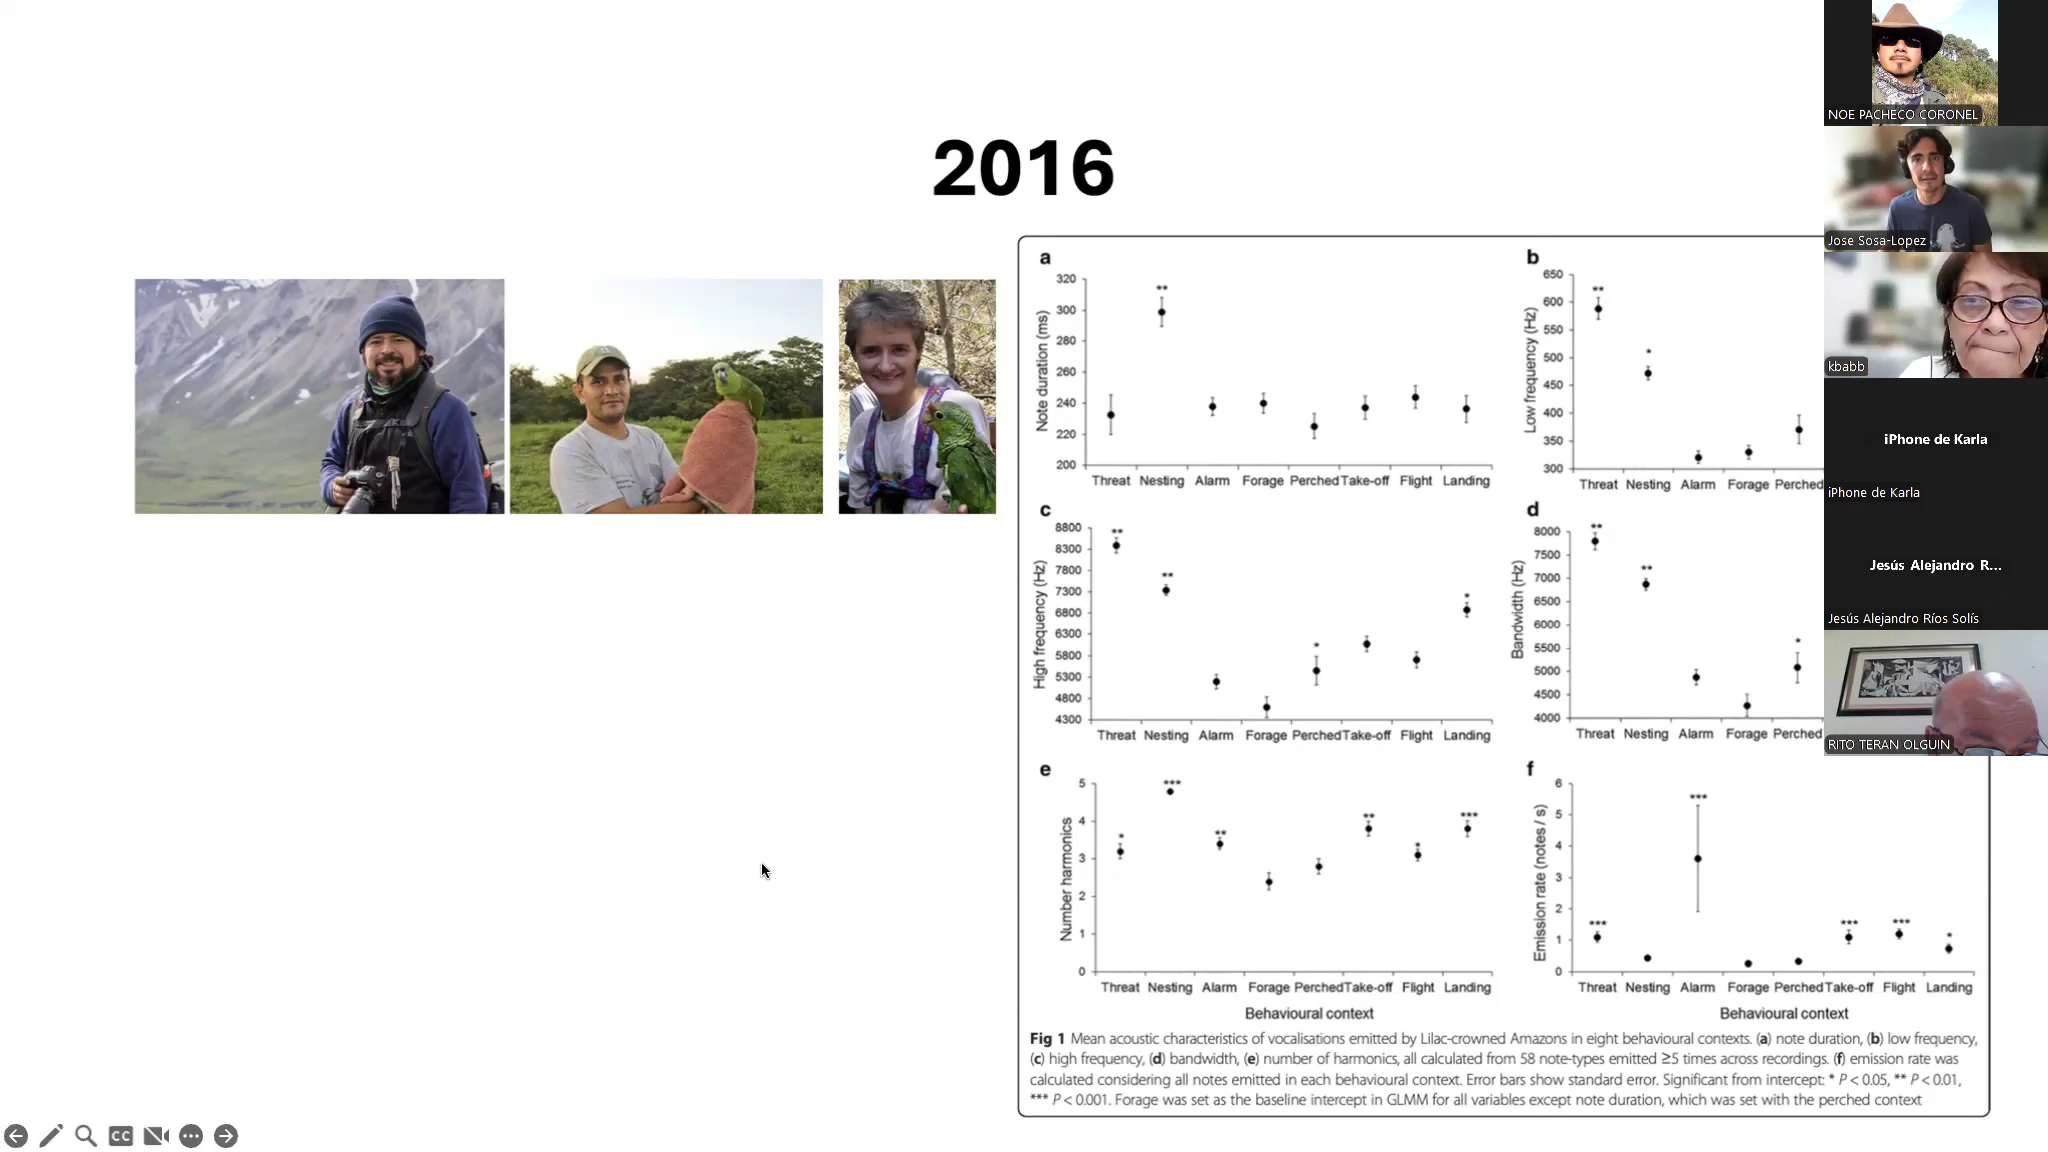 2016
a
320
300
280
260
240
220
200
Note duration (ms)
**
Threat Nesting Alarm Forage Perched Take-off Flight Landing
b
650
600
550
500
450
400
350
300
Low frequency (Hz)
**
*
Threat Nesting Alarm Forage Perched
c
8800
8300
7800
7300
6800
6300
5800
5300
4800
4300
High frequency (Hz)
**
**
*
*
Threat Nesting Alarm Forage Perched Take-off Flight Landing
d
8000
7500
7000
6500
6000
5500
5000
4500
4000
Bandwidth (Hz)
**
**
*
Threat Nesting Alarm Forage Perched
e
5
4
3
2
1
0
Number harmonics
*
***
**
**
*
***
Threat Nesting Alarm Forage Perched Take-off Flight Landing
Behavioural context
f
6
5
4
3
2
1
0
Emission rate (notes / s)
***
***
***
***
*
Threat Nesting Alarm Forage Perched Take-off Flight Landing
Behavioural context
Fig 1 Mean acoustic characteristics of vocalisations emitted by Lilac-crowned Amazons in eight behavioural contexts. (a) note duration, (b) low frequency,
(c) high frequency, (d) bandwidth, (e) number of harmonics, all calculated from 58 note-types emitted ≥5 times across recordings. (f) emission rate was
calculated considering all notes emitted in each behavioural context. Error bars show standard error. Significant from intercept: * P < 0.05, ** P < 0.01,
*** P < 0.001. Forage was set as the baseline intercept in GLMM for all variables except note duration, which was set with the perched context
NOE PACHECO CORONEL
Jose Sosa-Lopez
kbabb
iPhone de Karla
iPhone de Karla
Jesús Alejandro R...
Jesús Alejandro Ríos Solís
RITO TERAN OLGUIN
CC